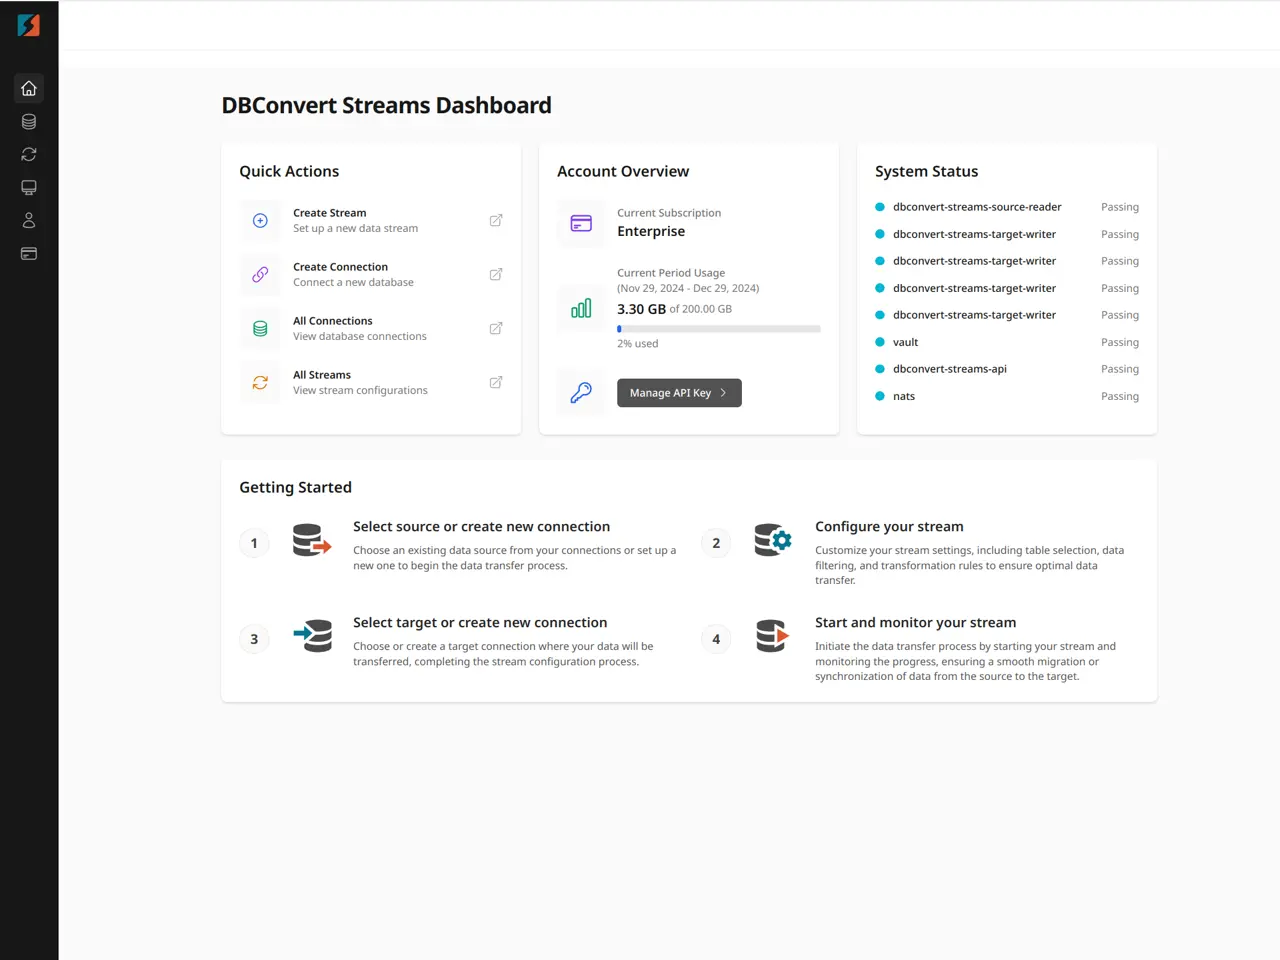 DBConvert Streams Dashboard
Quick Actions
Create Stream
Set up a new data stream
Create Connection
Connect a new database
All Connections
View database connections
All Streams
View stream configurations
Account Overview
Current Subscription
Enterprise
Current Period Usage
(Nov 29, 2024 - Dec 29, 2024)
3.30 GB of 200.00 GB
2% used
Manage API Key
System Status
dbconvert-streams-source-reader Passing
dbconvert-streams-target-writer Passing
dbconvert-streams-target-writer Passing
dbconvert-streams-target-writer Passing
dbconvert-streams-target-writer Passing
vault Passing
dbconvert-streams-api Passing
nats Passing
Getting Started
1
Select source or create new connection
Choose an existing data source from your connections or set up a
new one to begin the data transfer process.
2
Configure your stream
Customize your stream settings, including table selection, data
filtering, and transformation rules to ensure optimal data
transfer.
3
Select target or create new connection
Choose or create a target connection where your data will be
transferred, completing the stream configuration process.
4
Start and monitor your stream
Initiate the data transfer process by starting your stream and
monitoring the progress, ensuring a smooth migration or
synchronization of data from the source to the target.